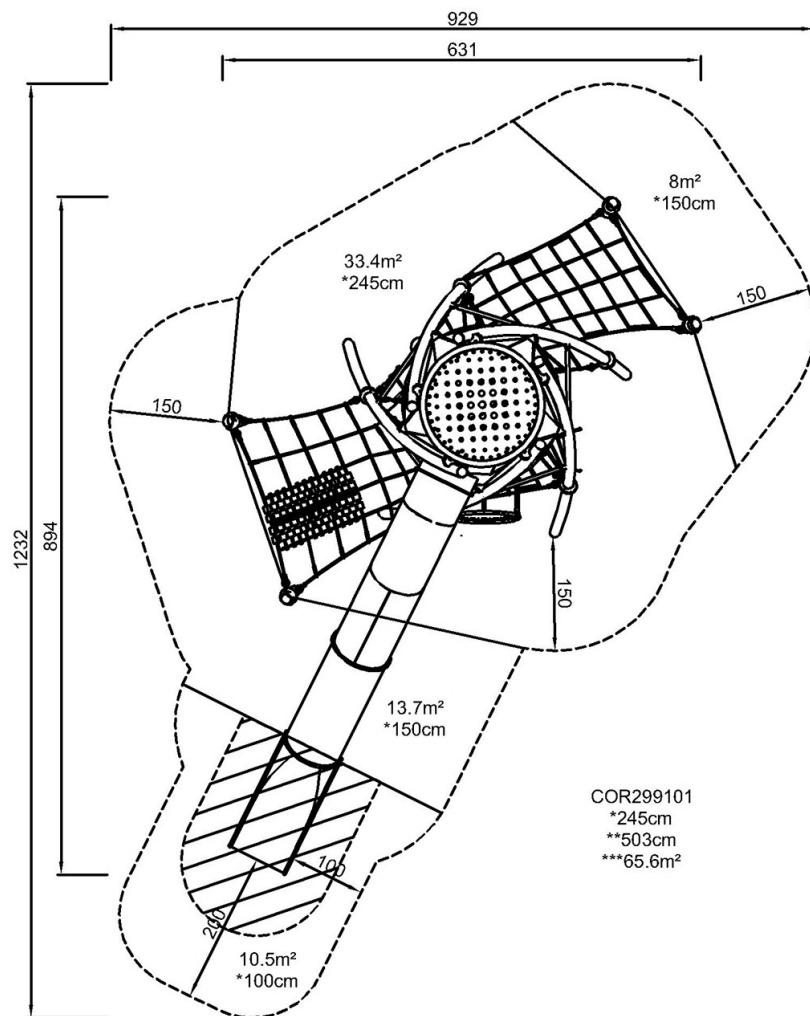 929
631
8m²
*150cm
33.4m²
*245cm
150
150
1232
894
150
13.7m²
*150cm
COR299101
*245cm
**503cm
***65.6m²
100
200
10.5m²
*100cm